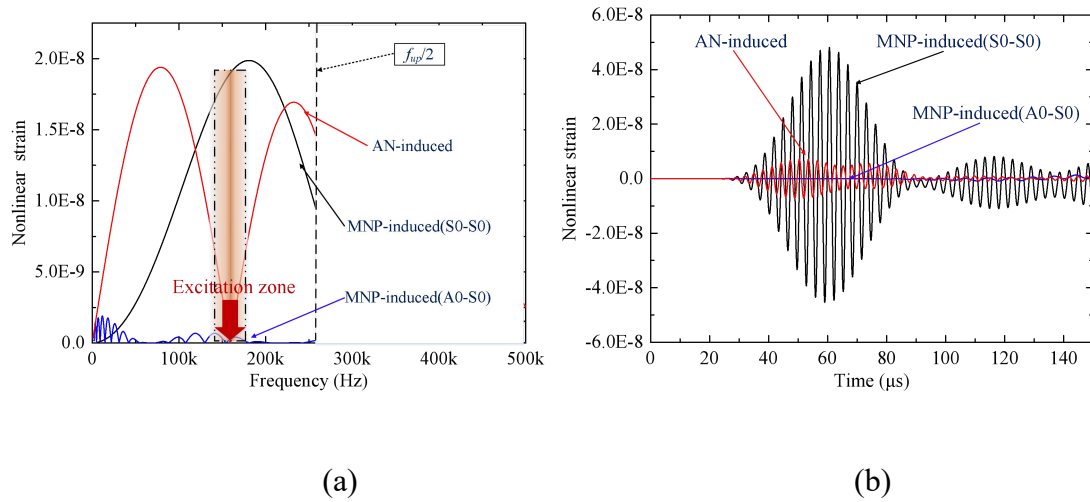 2.0E-8
1.5E-8
1.0E-8
5.0E-9
0.0
Nonlinear strain
0
100k
200k
300k
400k
500k
Frequency (Hz)
f_up/2
AN-induced
MNP-induced(S0-S0)
Excitation zone
MNP-induced(A0-S0)
(a)
6.0E-8
4.0E-8
2.0E-8
0.0
-2.0E-8
-4.0E-8
-6.0E-8
Nonlinear strain
0
20
40
60
80
100
120
140
Time (μs)
AN-induced
MNP-induced(S0-S0)
MNP-induced(A0-S0)
(b)